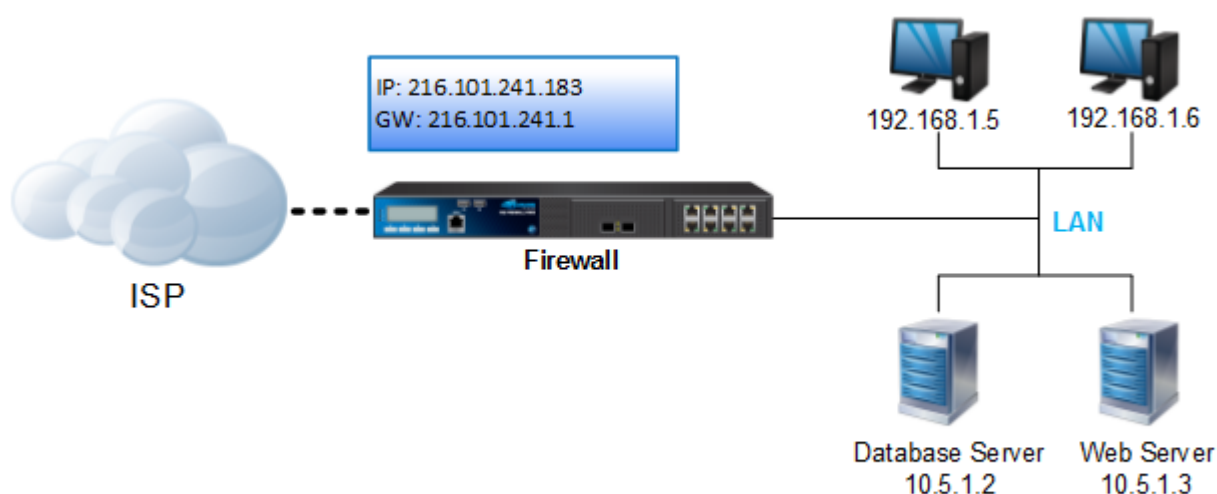 IP: 216.101.241.183
GW: 216.101.241.1
192.168.1.5
192.168.1.6
ISP
Firewall
LAN
Database Server
10.5.1.2
Web Server
10.5.1.3